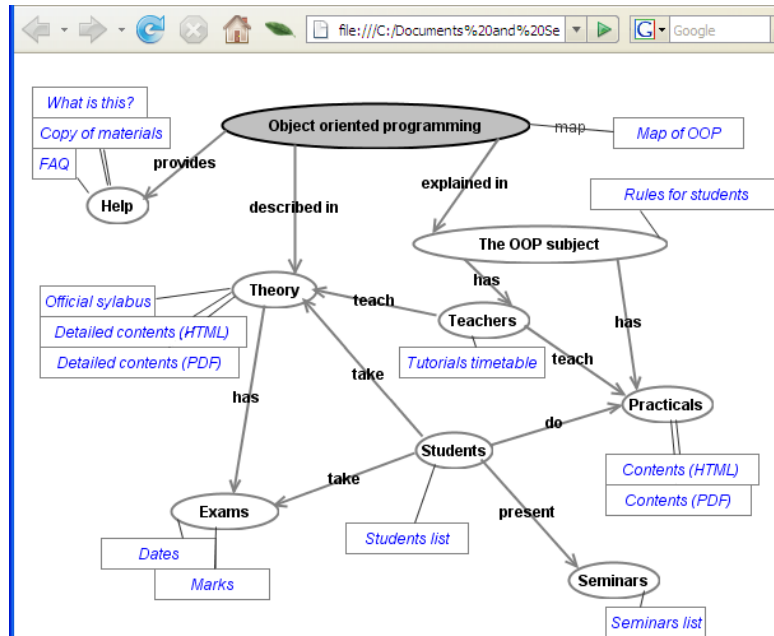 file:///C:/Documents%20and%20Se
G
Google
What is this?
Copy of materials
FAQ
provides
Help
Object oriented programming
map
Map of OOP
explained in
described in
Rules for students
The OOP subject
has
has
Theory
teach
Teachers
teach
Tutorials timetable
Official sylabus
Detailed contents (HTML)
Detailed contents (PDF)
take
has
Practicals
do
Students
Contents (HTML)
Contents (PDF)
take
present
Exams
Students list
Dates
Marks
Seminars
Seminars list